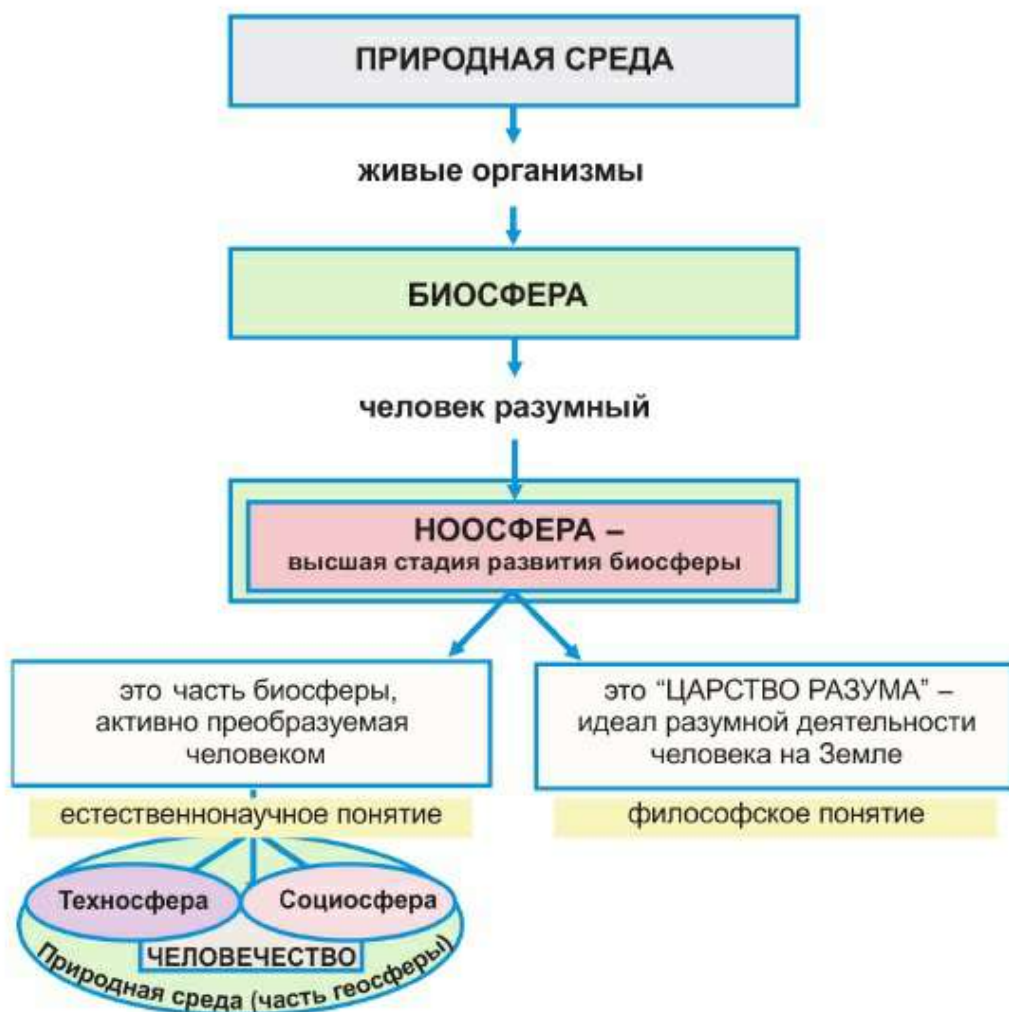 ПРИРОДНАЯ СРЕДА
живые организмы
БИОСФЕРА
человек разумный
НООСФЕРА –
высшая стадия развития биосферы
это часть биосферы,
активно преобразуемая
человеком
естественнонаучное понятие
это “ЦАРСТВО РАЗУМА” –
идеал разумной деятельности
человека на Земле
философское понятие
Техносфера
Социосфера
ЧЕЛОВЕЧЕСТВО
Природная среда (часть геосферы)